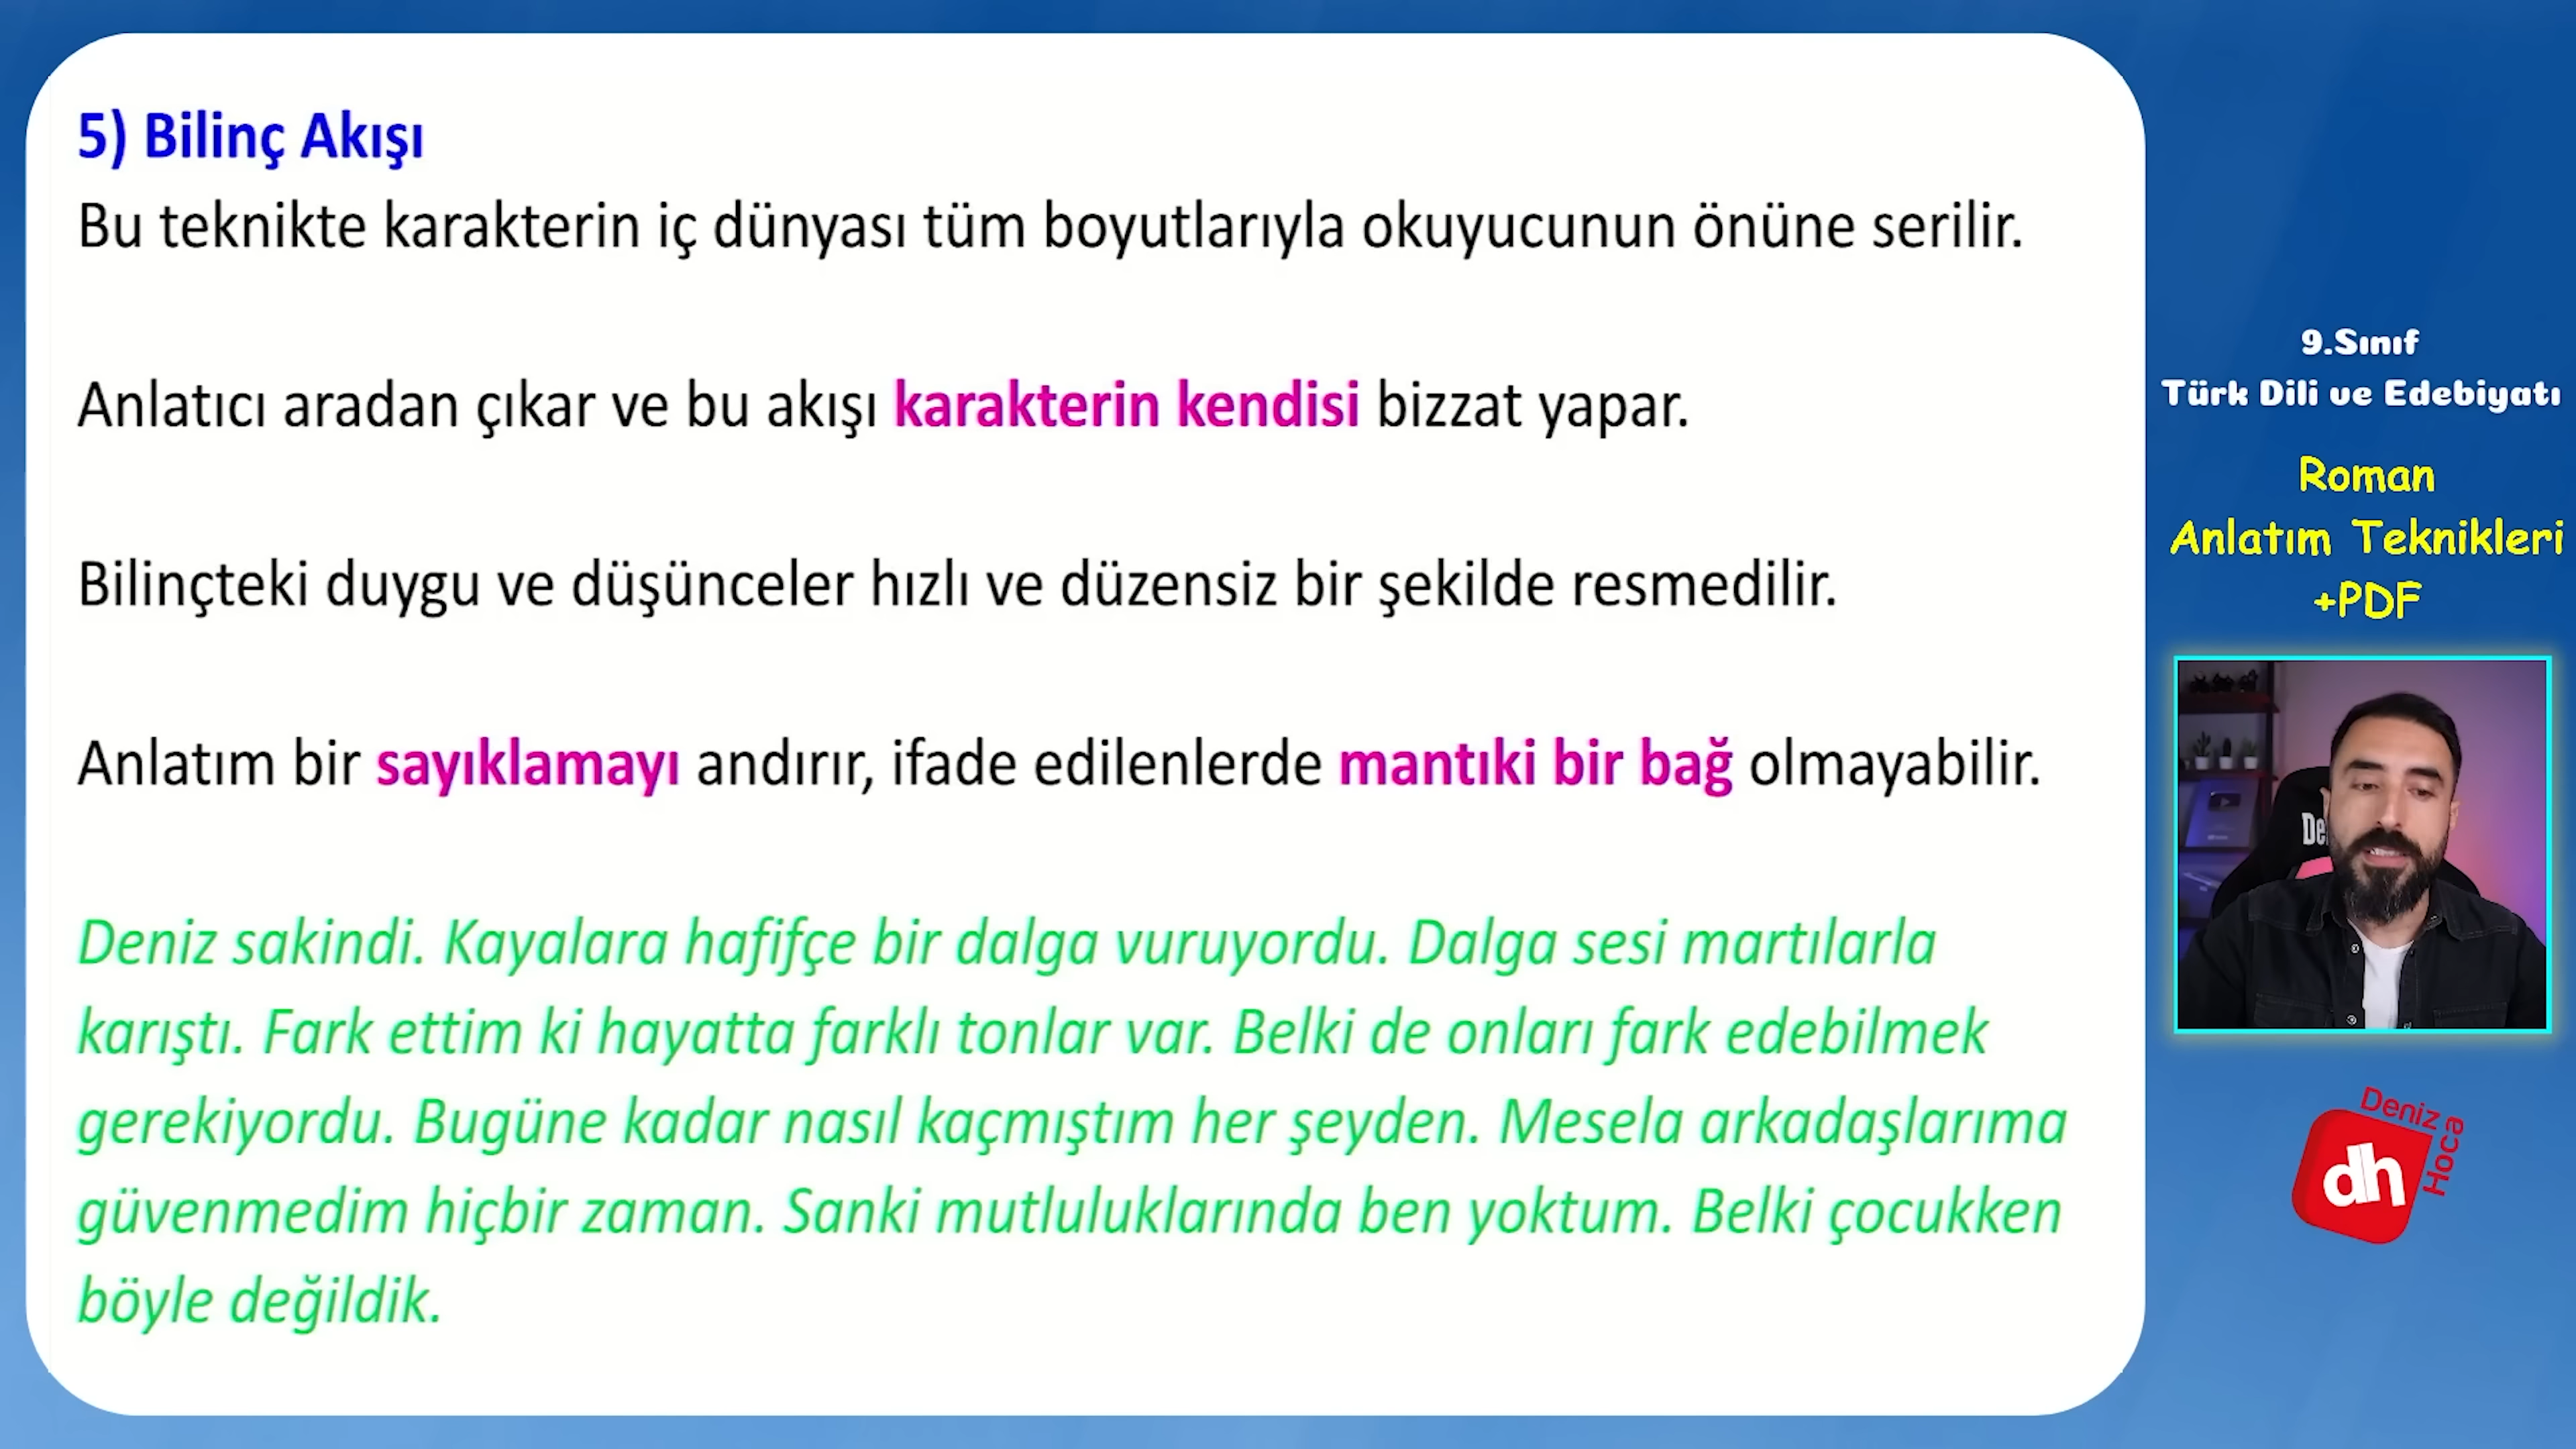 5) Bilinç Akışı
Bu teknikte karakterin iç dünyası tüm boyutlarıyla okuyucunun önüne serilir.
Anlatıcı aradan çıkar ve bu akışı karakterin kendisi bizzat yapar.
Bilinçteki duygu ve düşünceler hızlı ve düzensiz bir şekilde resmedilir.
Anlatım bir sayıklamayı andırır, ifade edilenlerde mantıki bir bağ olmayabilir.
Deniz sakindi. Kayalara hafifçe bir dalga vuruyordu. Dalga sesi martılarla
karıştı. Fark ettim ki hayatta farklı tonlar var. Belki de onları fark edebilmek
gerekiyordu. Bugüne kadar nasıl kaçmıştım her şeyden. Mesela arkadaşlarıma
güvenmedim hiçbir zaman. Sanki mutluluklarında ben yoktum. Belki çocukken
böyle değildik.
9.Sınıf
Türk Dili ve Edebiyatı
Roman
Anlatım Teknikleri
+PDF
De
Deniz
Hoca
dh